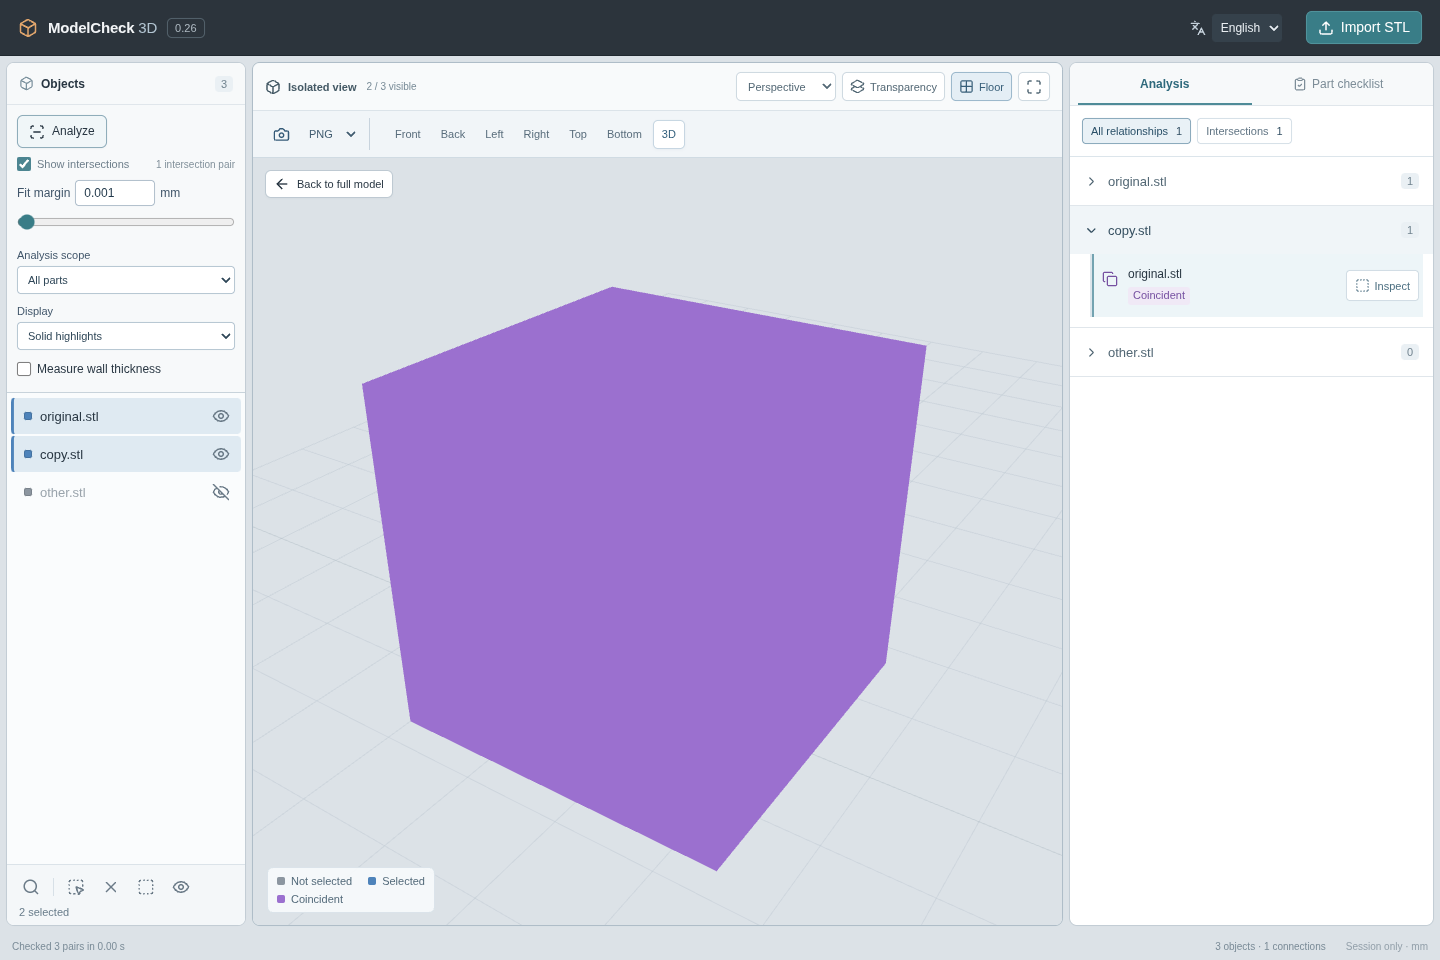 ModelCheck 3D 0.26
English
Import STL
Objects 3
Analyze
Show intersections 1 intersection pair
Fit margin 0.001 mm
Analysis scope
All parts
Display
Solid highlights
Measure wall thickness
original.stl
copy.stl
other.stl
2 selected
Isolated view 2 / 3 visible
Perspective Transparency Floor
PNG Front Back Left Right Top Bottom 3D
Back to full model
Not selected Selected
Coincident
Analysis Part checklist
All relationships 1 Intersections 1
original.stl 1
copy.stl 1
original.stl
Coincident
Inspect
other.stl 0
Checked 3 pairs in 0.00 s
3 objects · 1 connections Session only · mm